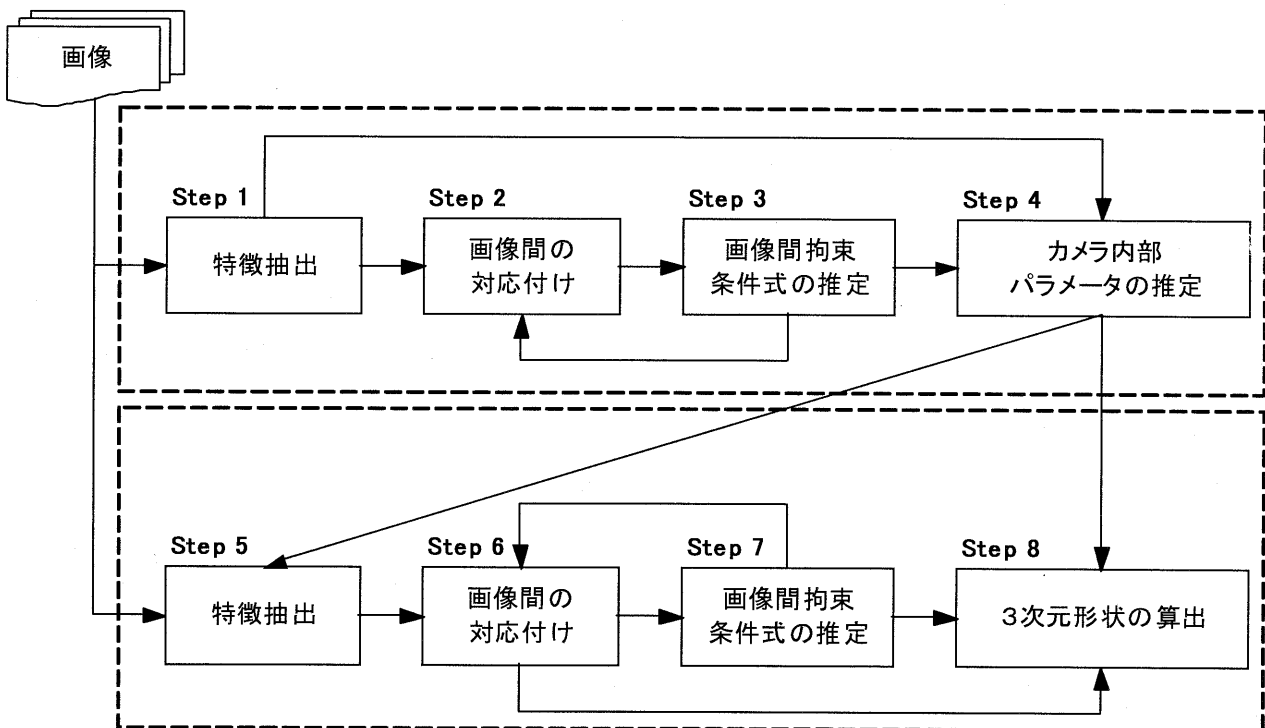 画像
Step 1
特徴抽出
Step 2
画像間の
対応付け
Step 3
画像間拘束
条件式の推定
Step 4
カメラ内部
パラメータの推定
Step 5
特徴抽出
Step 6
画像間の
対応付け
Step 7
画像間拘束
条件式の推定
Step 8
3次元形状の算出